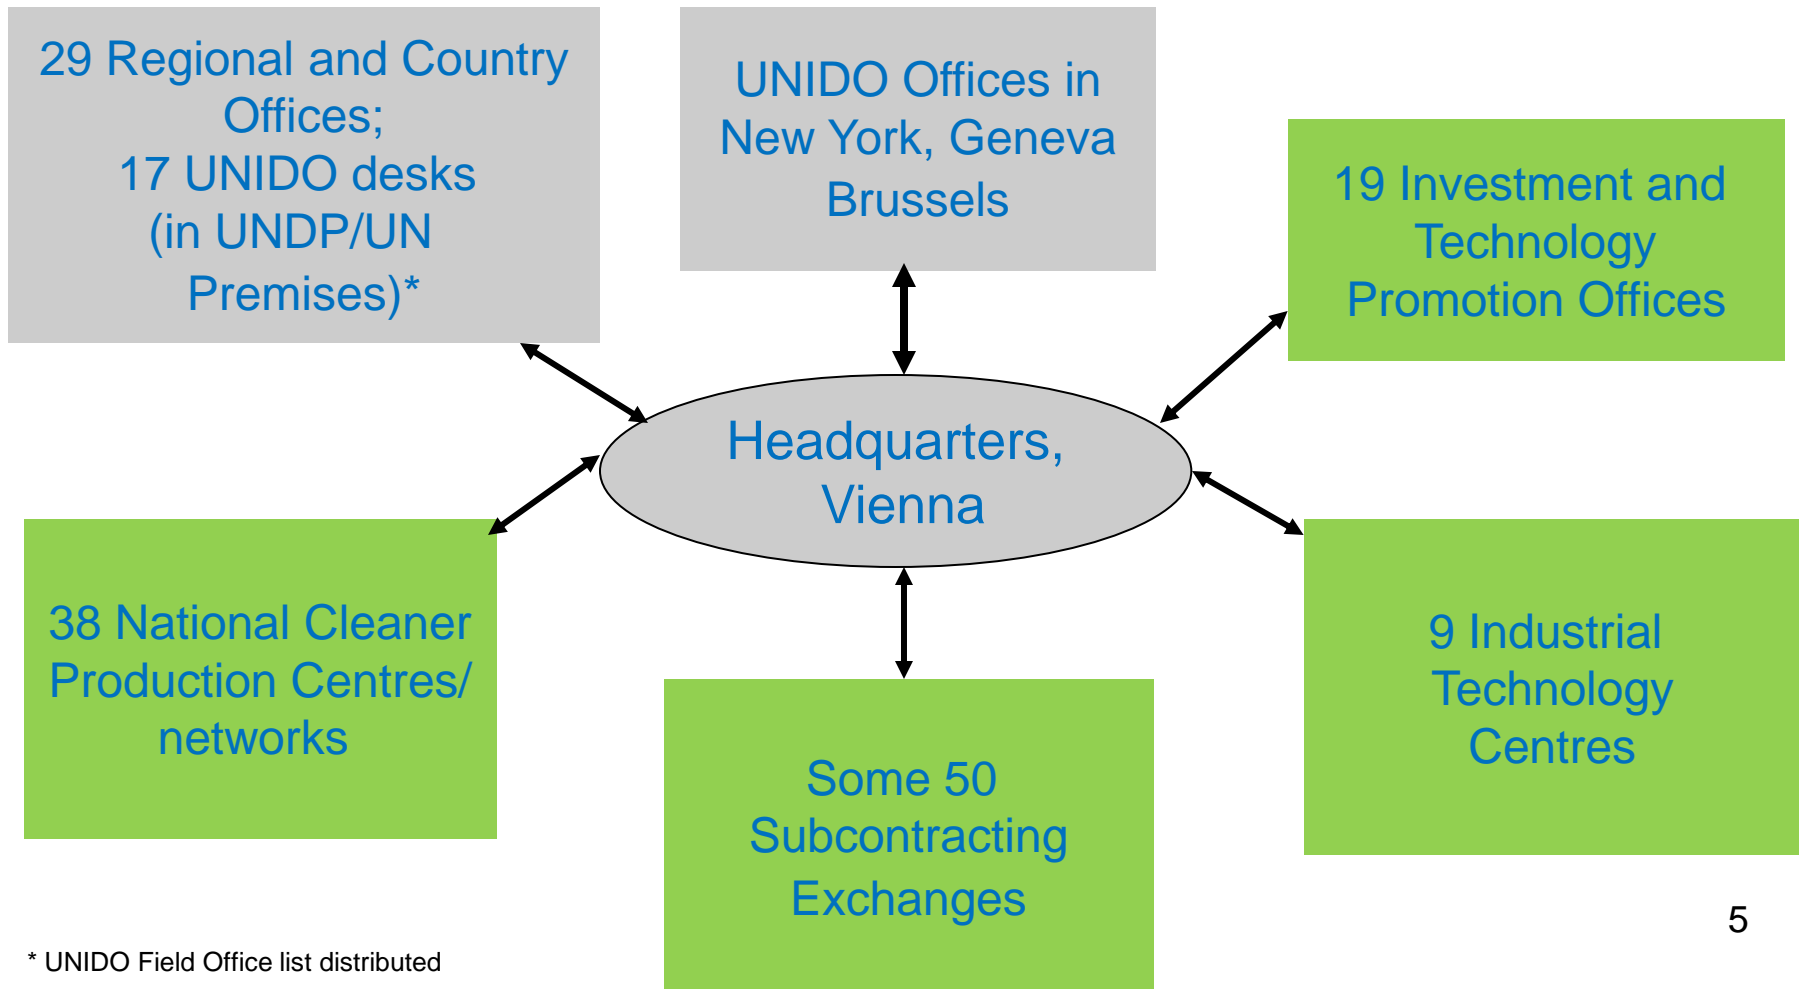 29 Regional and Country
Offices;
17 UNIDO desks
(in UNDP/UN
Premises)*
UNIDO Offices in
New York, Geneva
Brussels
19 Investment and
Technology
Promotion Offices
Headquarters,
Vienna
38 National Cleaner
Production Centres/
networks
Some 50
Subcontracting
Exchanges
9 Industrial
Technology
Centres
5
* UNIDO Field Office list distributed